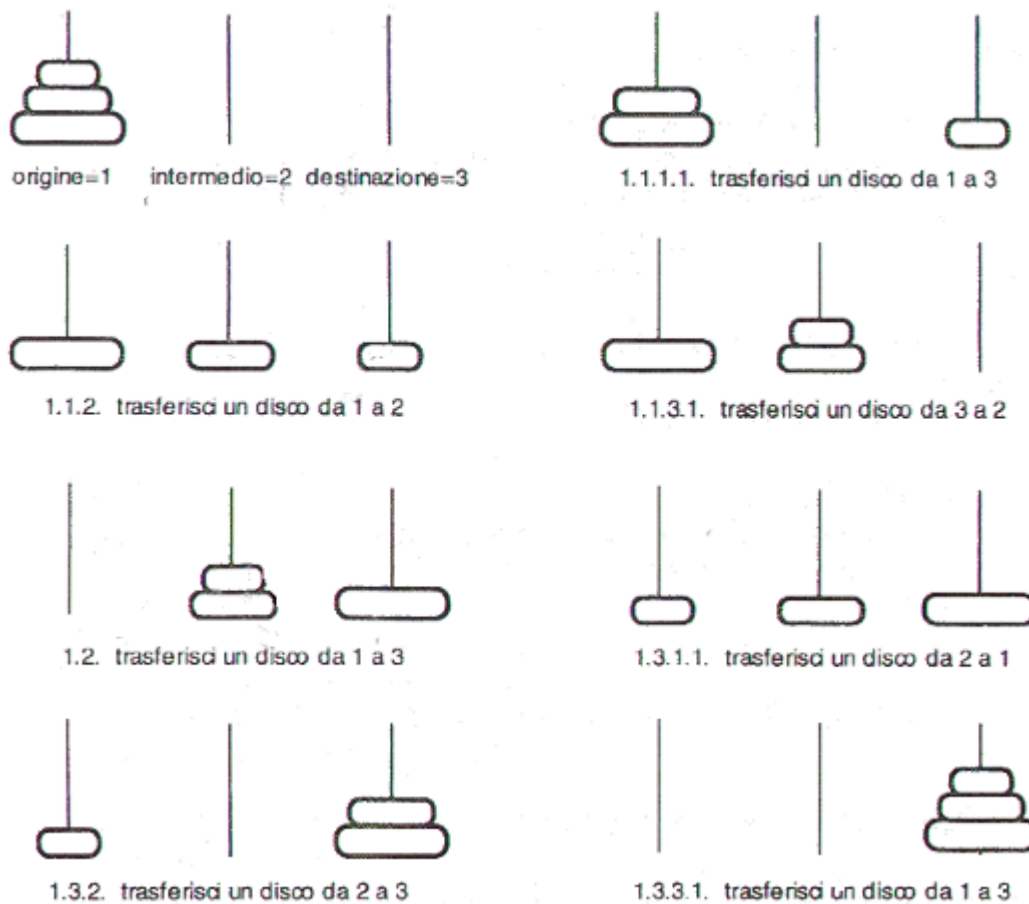 origine=1 intermedio=2 destinazione=3
1.1.1.1. trasferisci un disco da 1 a 3
1.1.2. trasferisci un disco da 1 a 2
1.1.3.1. trasferisci un disco da 3 a 2
1.2. trasferisci un disco da 1 a 3
1.3.1.1. trasferisci un disco da 2 a 1
1.3.2. trasferisci un disco da 2 a 3
1.3.3.1. trasferisci un disco da 1 a 3